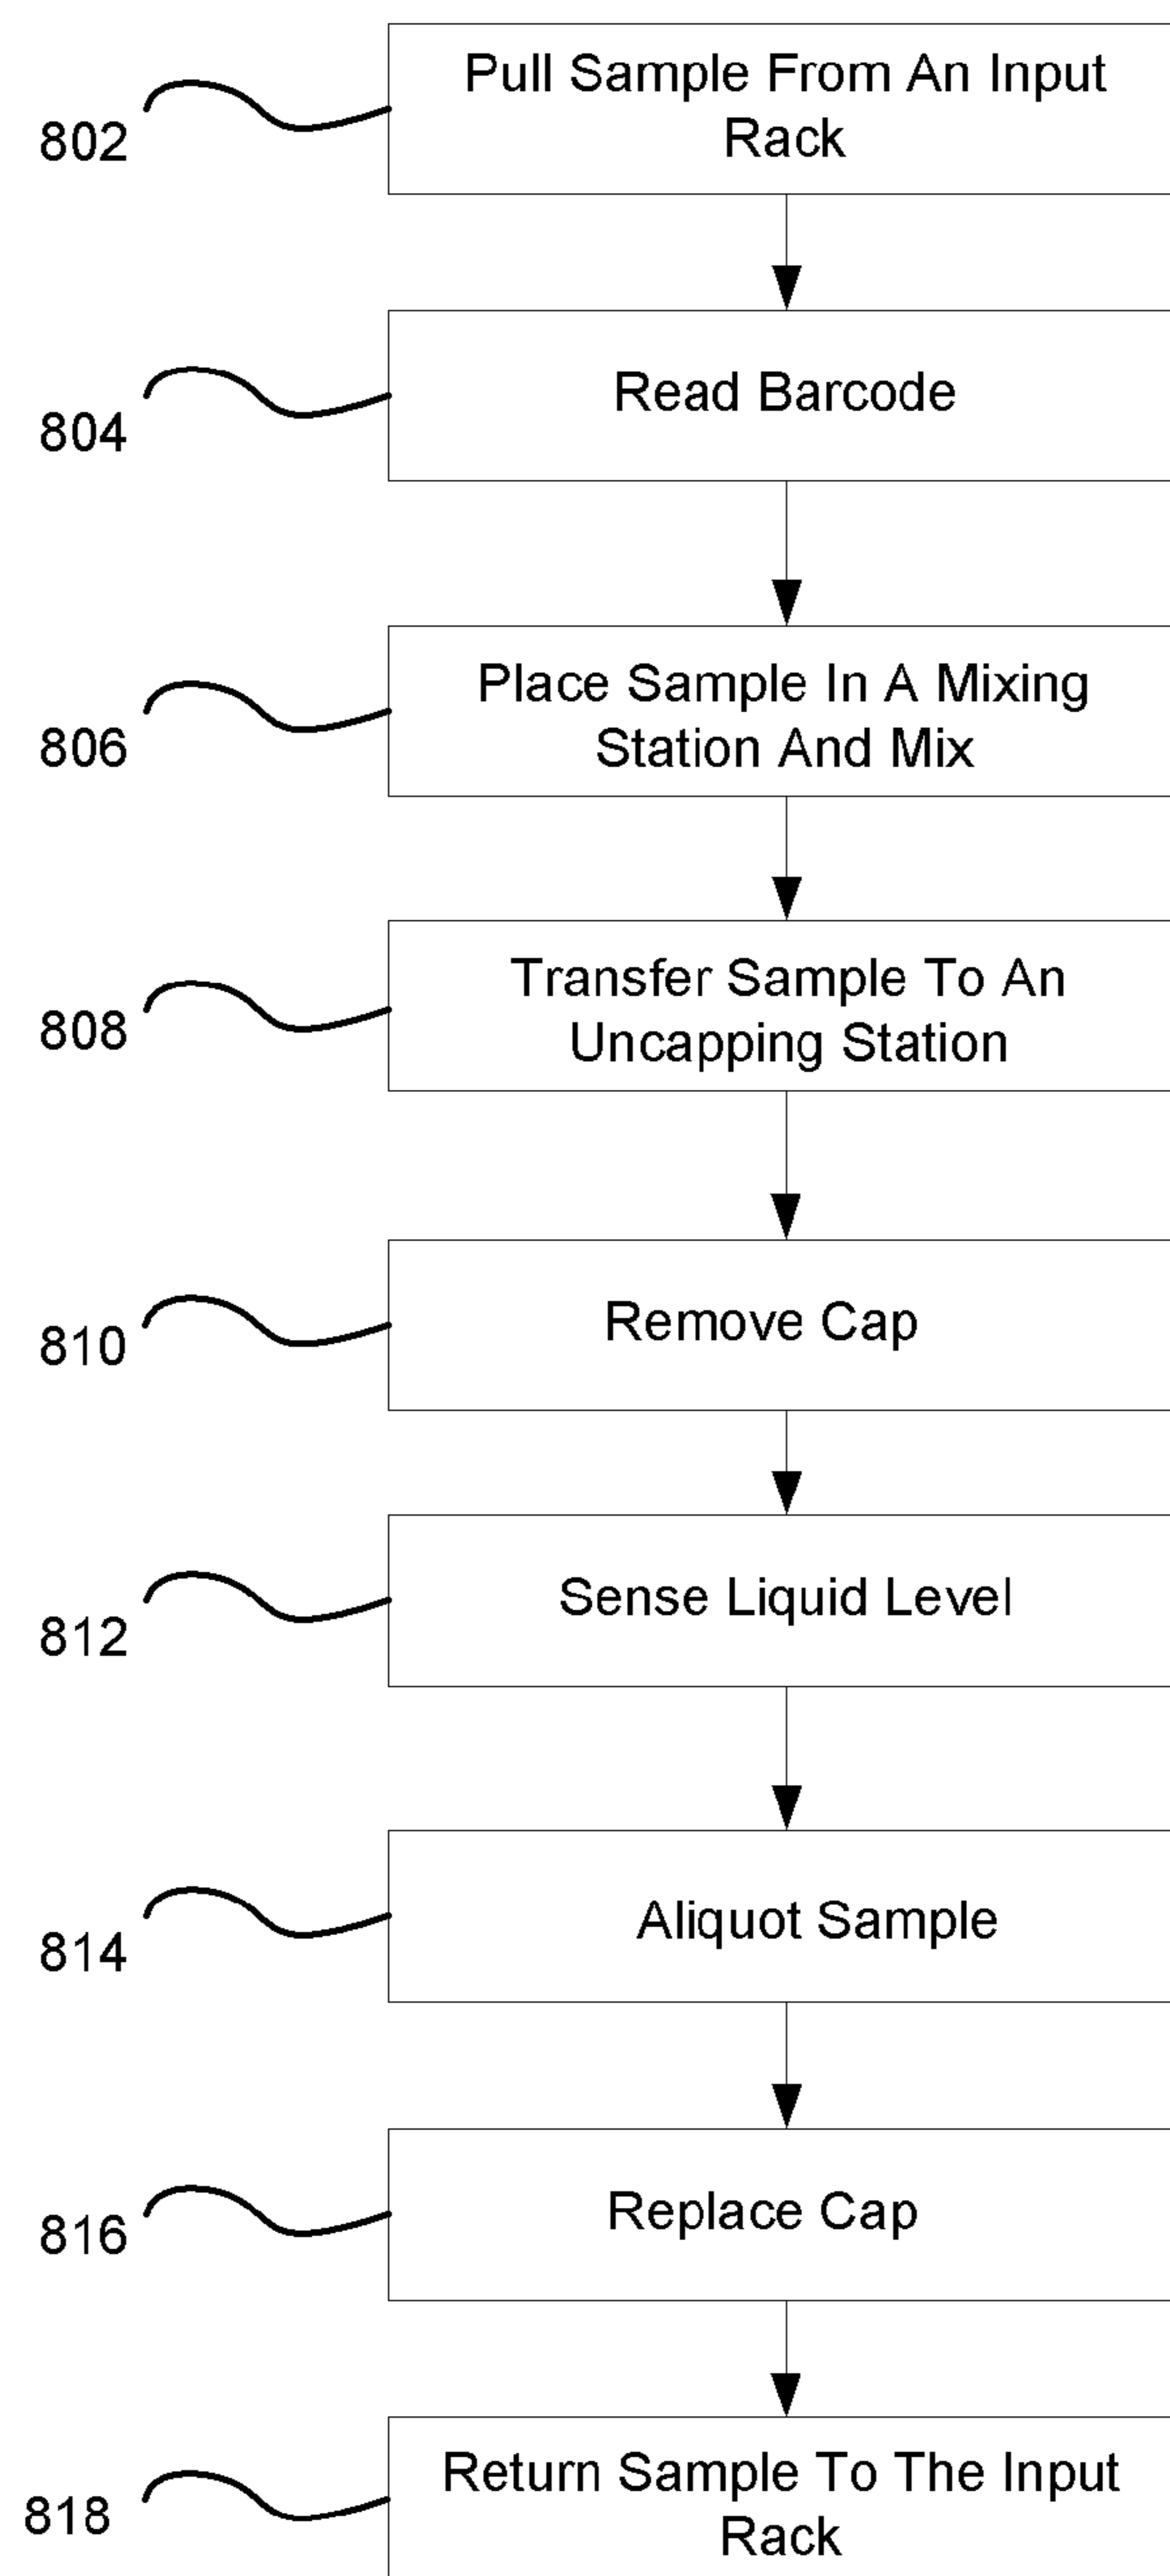 Pull Sample From An Input
Rack
802
Read Barcode
804
Place Sample In A Mixing
Station And Mix
806
Transfer Sample To An
Uncapping Station
808
Remove Cap
810
Sense Liquid Level
812
Aliquot Sample
814
Replace Cap
816
Return Sample To The Input
Rack
818